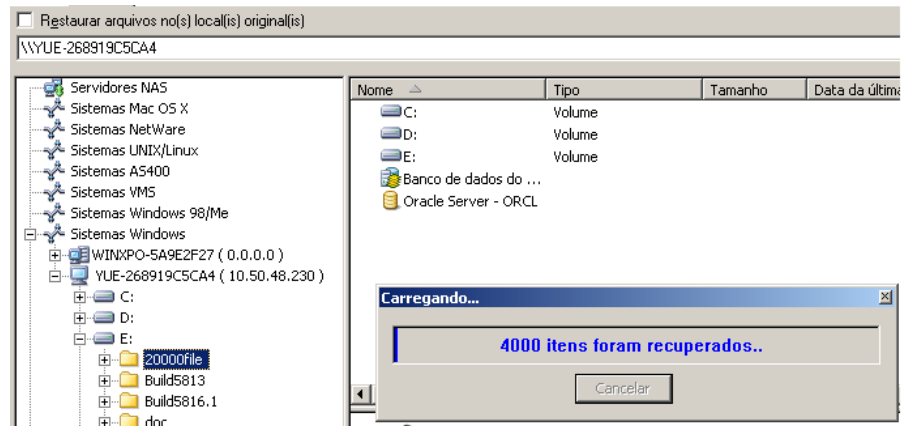 Restaurar arquivos no(s) local(is) original(is)
\\YUE-268919C5CA4
Servidores NAS
Sistemas Mac OS X
Sistemas NetWare
Sistemas UNIX/Linux
Sistemas AS400
Sistemas VMS
Sistemas Windows 98/Me
Sistemas Windows
WINXPO-5A9E2F27 ( 0.0.0.0 )
YUE-268919C5CA4 ( 10.50.48.230 )
C:
D:
E:
20000file
Build5813
Build5816.1
doc
Nome Tipo Tamanho Data da última
C: Volume
D: Volume
E: Volume
Banco de dados do ...
Oracle Server - ORCL
Carregando...
4000 itens foram recuperados..
Cancelar